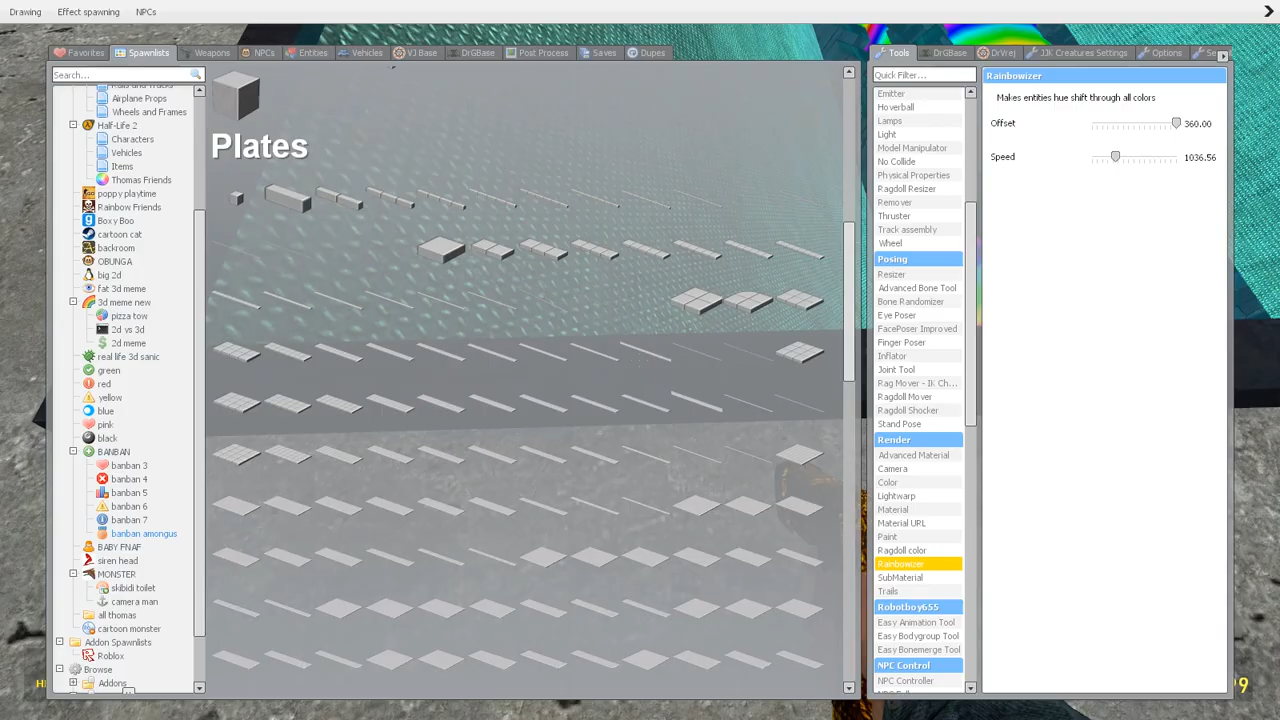 Drawing Effect spawning NPCs
Favorites Spawnlists Weapons NPCs Entities Vehicles VJ Base DrGBase Post Process Saves Dupes
Search...
Airplane Props
Wheels and Frames
Half-Life 2
Characters
Vehicles
Items
Thomas Friends
poppy playtime
Rainbow Friends
Boxy Boo
cartoon cat
backroom
OBUNGA
big 2d
fat 3d meme
3d meme new
pizza tow
2d vs 3d
2d meme
real life 3d sanic
green
red
yellow
blue
pink
black
BANBAN
banban 3
banban 4
banban 5
banban 6
banban 7
banban amongus
BABY FNAF
siren head
MONSTER
skibidi toilet
camera man
all thomas
cartoon monster
Addon Spawnlists
Roblox
Browse
Addons
Plates
Tools DrGBase DrVrej JJK Creatures Settings Options
Quick Filter...
Emitter
Hoverball
Lamps
Light
Model Manipulator
No Collide
Physical Properties
Ragdoll Resizer
Remover
Thruster
Track assembly
Wheel
Posing
Resizer
Advanced Bone Tool
Bone Randomizer
Eye Poser
FacePoser Improved
Finger Poser
Inflator
Joint Tool
Rag Mover - IK Ch...
Ragdoll Mover
Ragdoll Shocker
Stand Pose
Render
Advanced Material
Camera
Color
Lightwarp
Material
Material URL
Paint
Ragdoll color
Rainbowizer
SubMaterial
Trails
Robotboy655
Easy Animation Tool
Easy Bodygroup Tool
Easy Bonemerge Tool
NPC Control
NPC Controller
Rainbowizer
Makes entities hue shift through all colors
Offset 360.00
Speed 1036.56